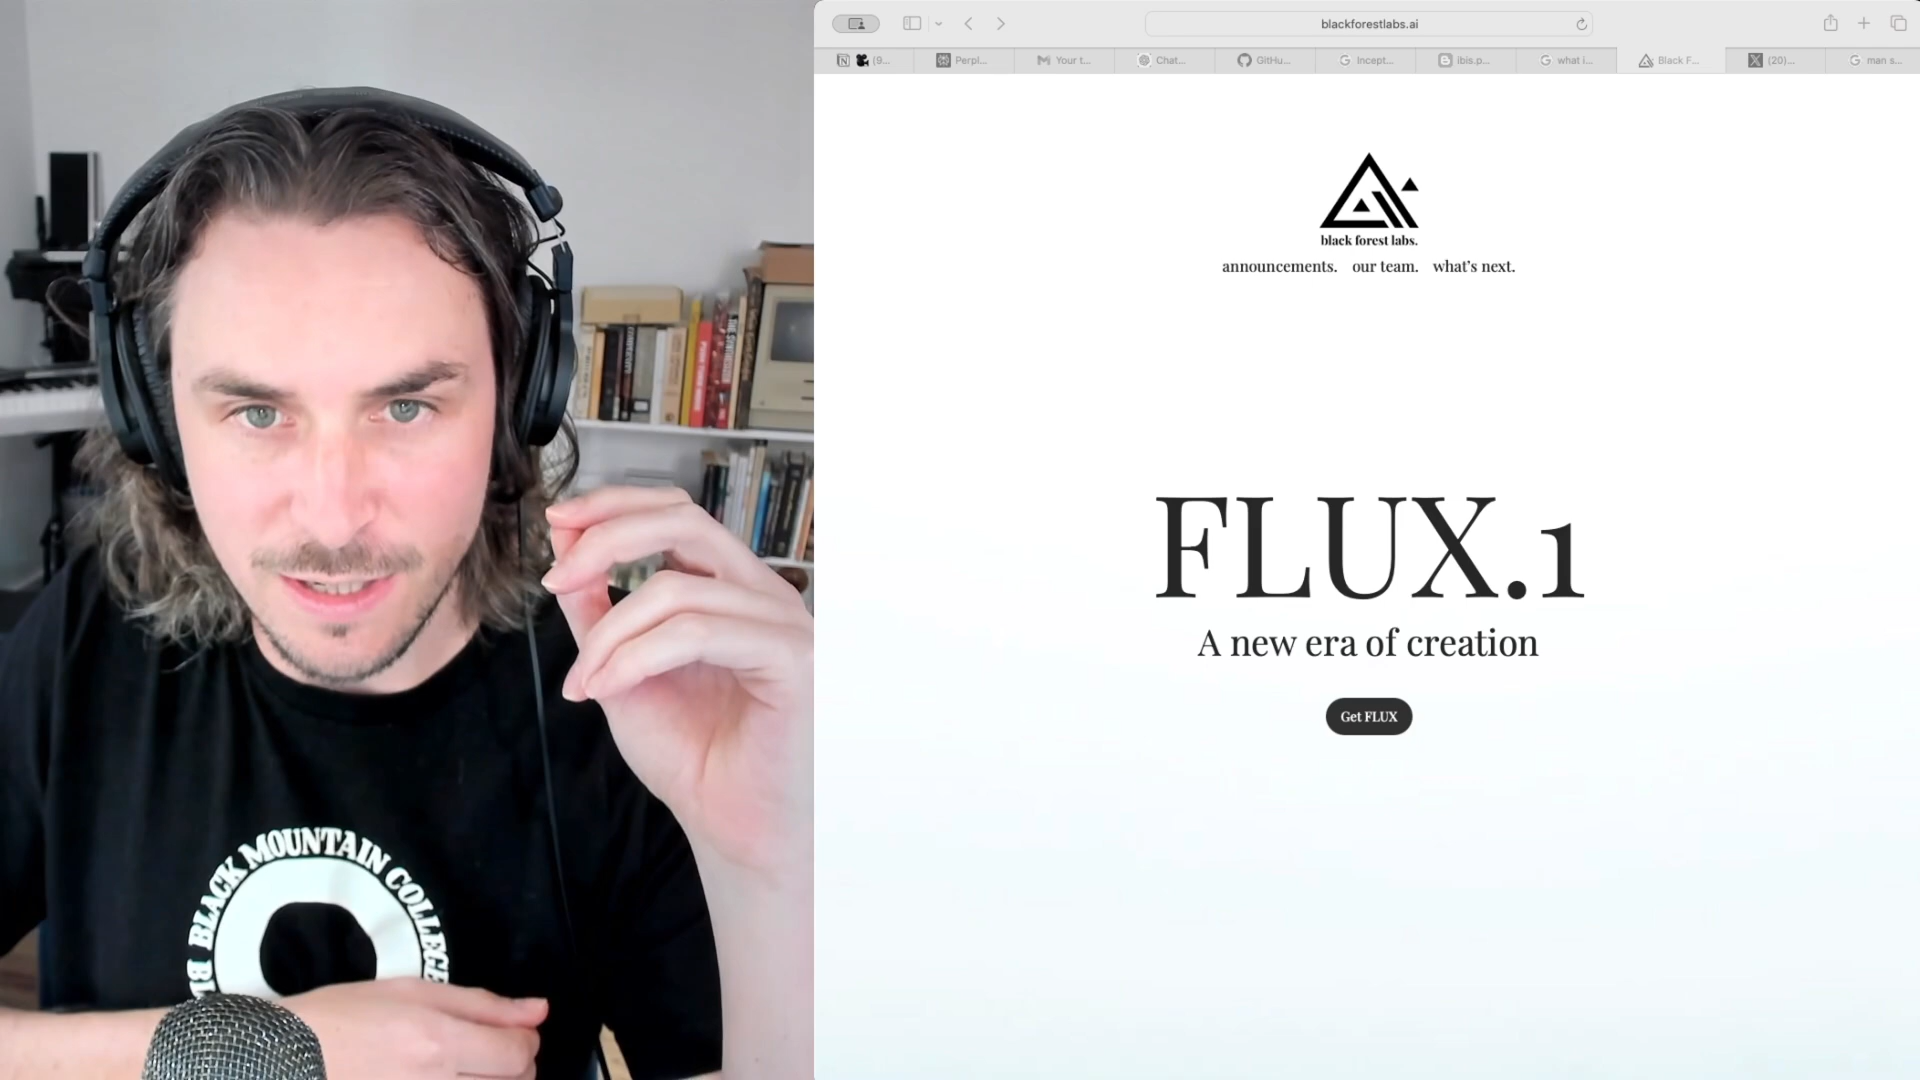 blackforestlabs.ai
(9...
Perpl...
Your t...
Chat...
GitHu...
Incept...
ibis.p...
what i...
Black F...
(20)...
man s...
black forest labs.
announcements. our team. what's next.
FLUX.1
A new era of creation
Get FLUX
BLACK MOUNTAIN COLLEGE